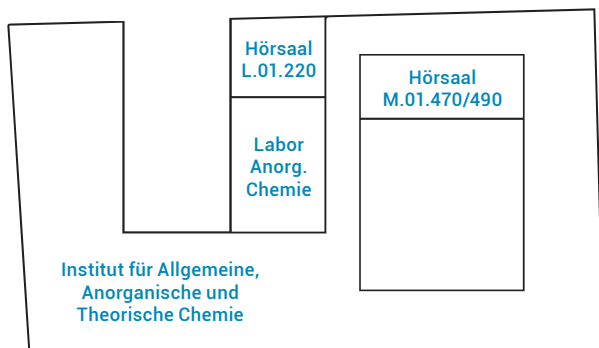 Hörsaal
L.01.220
Hörsaal
M.01.470/490
Labor
Anorg.
Chemie
Institut für Allgemeine,
Anorganische und
Theorische Chemie